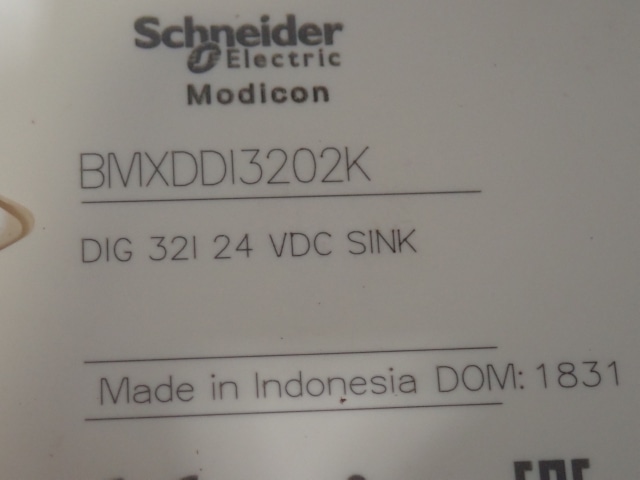 Schneider
Electric
Modicon
BMXDDI3202K
DIG 32I 24 VDC SINK
Made in Indonesia DOM: 1831